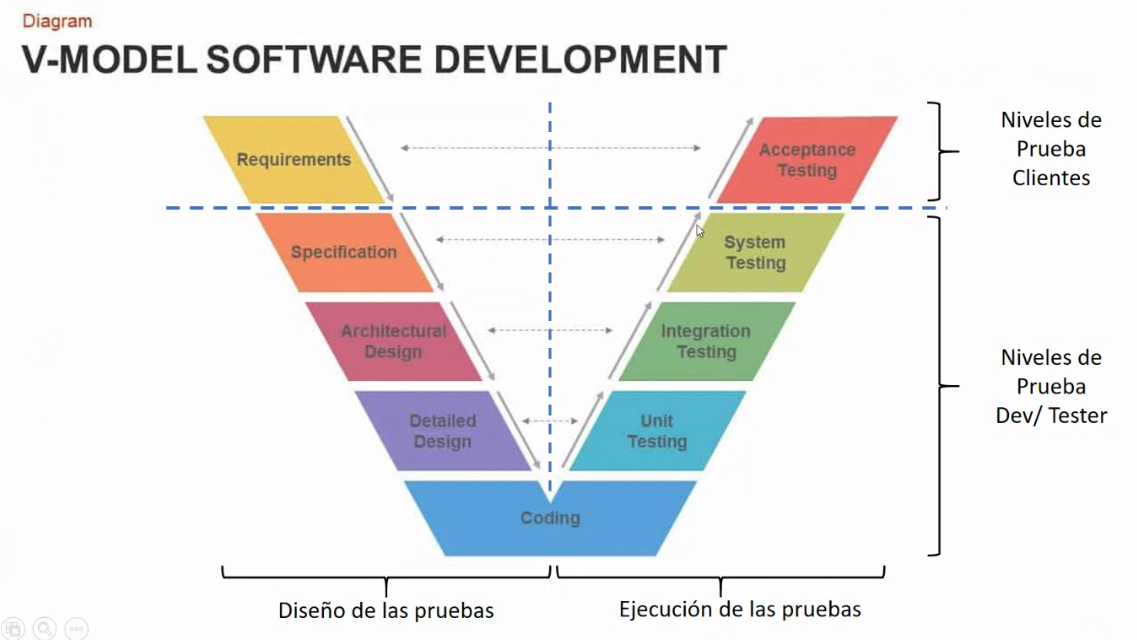 Diagram
V-MODEL SOFTWARE DEVELOPMENT
Requirements
Acceptance
Testing
Niveles de
Prueba
Clientes
Specification
System
Testing
Architectural
Design
Integration
Testing
Niveles de
Prueba
Dev/ Tester
Detailed
Design
Unit
Testing
Coding
Diseño de las pruebas
Ejecución de las pruebas